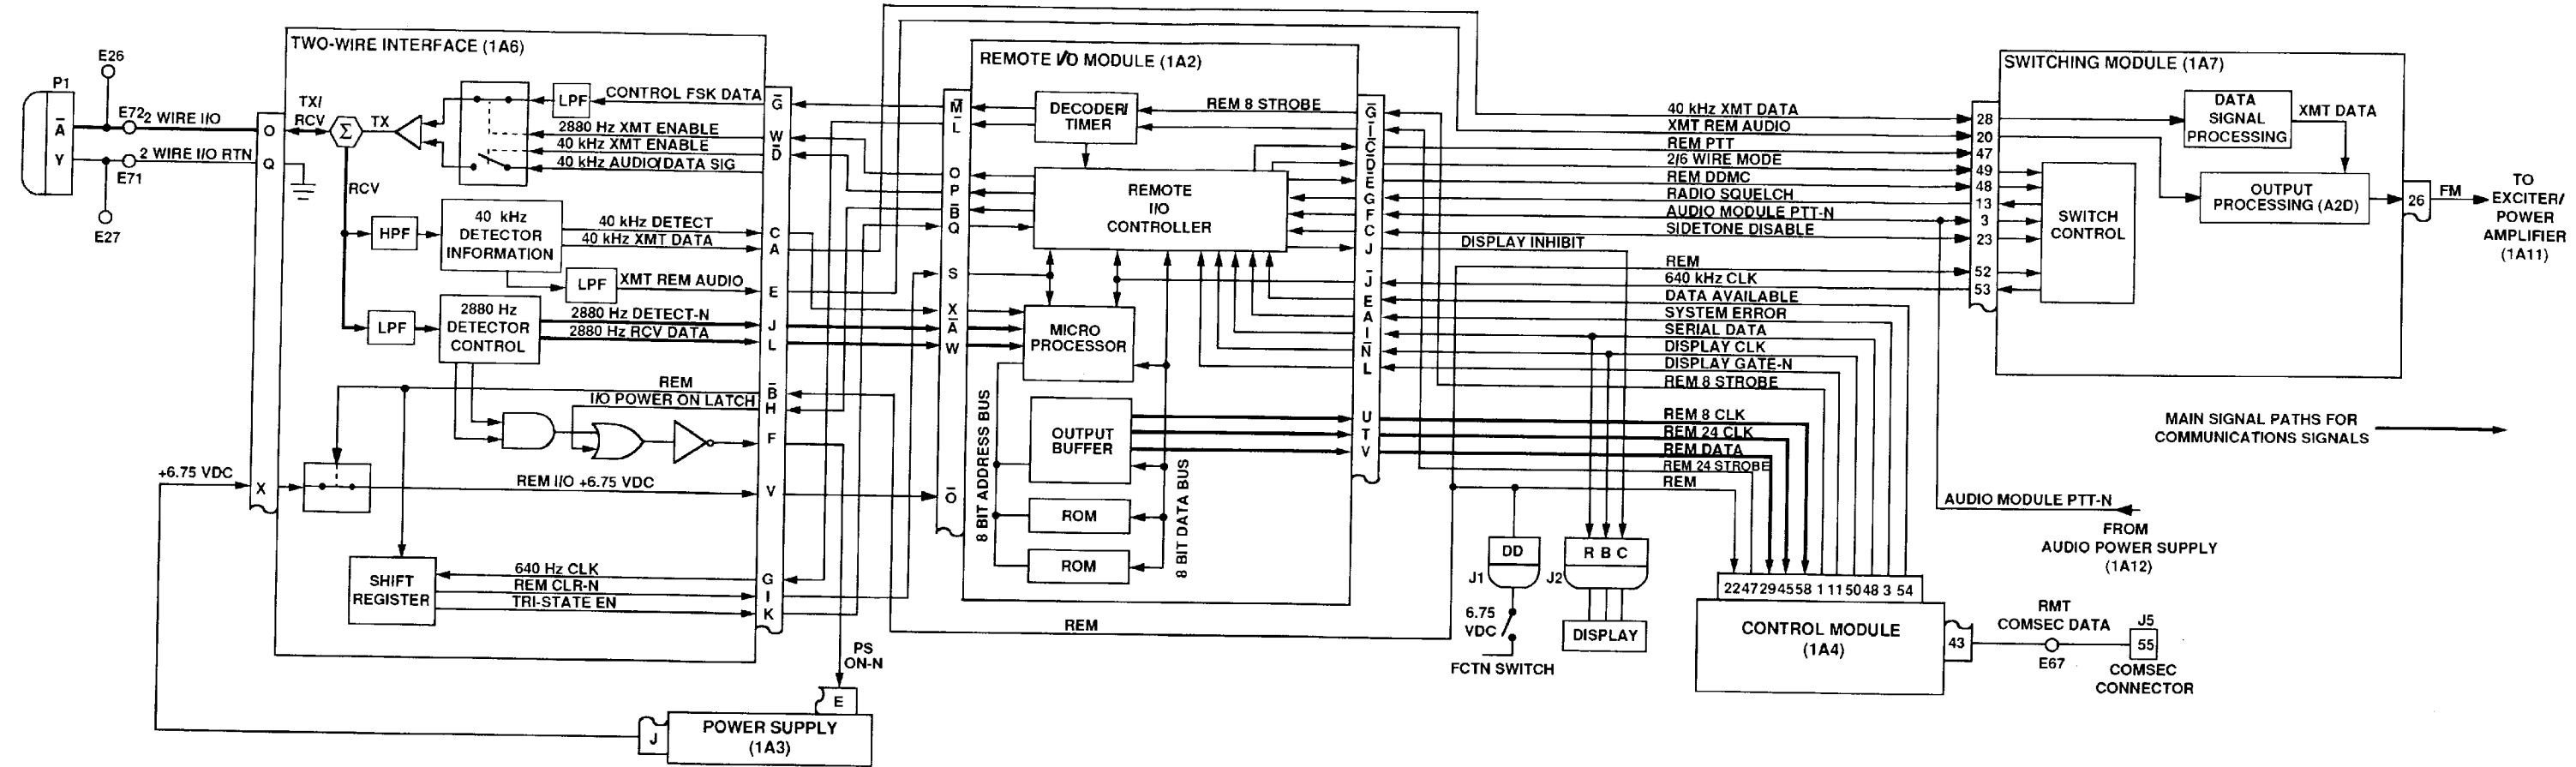 TWO-WIRE INTERFACE (1A6)
E26
P1
A̅
Y
E72
2 WIRE I/O
2 WIRE I/O RTN
E71
E27
O
Q
TX/
RCV
Σ
TX
RCV
LPF
CONTROL FSK DATA
2880 Hz XMT ENABLE
40 kHz XMT ENABLE
40 kHz AUDIO/DATA SIG
HPF
40 kHz
DETECTOR
INFORMATION
40 kHz DETECT
40 kHz XMT DATA
LPF
XMT REM AUDIO
LPF
2880 Hz
DETECTOR
CONTROL
2880 Hz DETECT-N
2880 Hz RCV DATA
REM
I/O POWER ON LATCH
+6.75 VDC
X
REM I/O +6.75 VDC
SHIFT
REGISTER
640 Hz CLK
REM CLR-N
TRI-STATE EN
G̅
W
D̅
C
A
E
J
L
B̅
H
F
V
G
I
K
PS
ON-N
E
J
POWER SUPPLY
(1A3)
REMOTE I/O MODULE (1A2)
M̅
L̅
O
P
B̅
Q
S
X
A̅
W
O̅
DECODER/
TIMER
REM 8 STROBE
REMOTE
I/O
CONTROLLER
MICRO
PROCESSOR
OUTPUT
BUFFER
ROM
ROM
8 BIT ADDRESS BUS
8 BIT DATA BUS
REM
G̅
I̅
C̅
D̅
E̅
G
F
C
J
J̅
E
A
I
N̅
L
U
T
V
DISPLAY INHIBIT
40 kHz XMT DATA
XMT REM AUDIO
REM PTT
2/6 WIRE MODE
REM DDMC
RADIO SQUELCH
AUDIO MODULE PTT-N
SIDETONE DISABLE
REM
640 kHz CLK
DATA AVAILABLE
SYSTEM ERROR
SERIAL DATA
DISPLAY CLK
DISPLAY GATE-N
REM 8 STROBE
REM 8 CLK
REM 24 CLK
REM DATA
REM 24 STROBE
REM
DD
J1
6.75
VDC
FCTN SWITCH
R B C
J2
DISPLAY
22 47 29 45 58 1 11 50 48 3 54
CONTROL MODULE
(1A4)
43
RMT
COMSEC DATA
E67
J5
55
COMSEC
CONNECTOR
SWITCHING MODULE (1A7)
28
20
47
49
48
13
3
23
52
53
DATA
SIGNAL
PROCESSING
XMT DATA
OUTPUT
PROCESSING (A2D)
SWITCH
CONTROL
26
FM
TO
EXCITER/
POWER
AMPLIFIER
(1A11)
MAIN SIGNAL PATHS FOR
COMMUNICATIONS SIGNALS
AUDIO MODULE PTT-N
FROM
AUDIO POWER SUPPLY
(1A12)